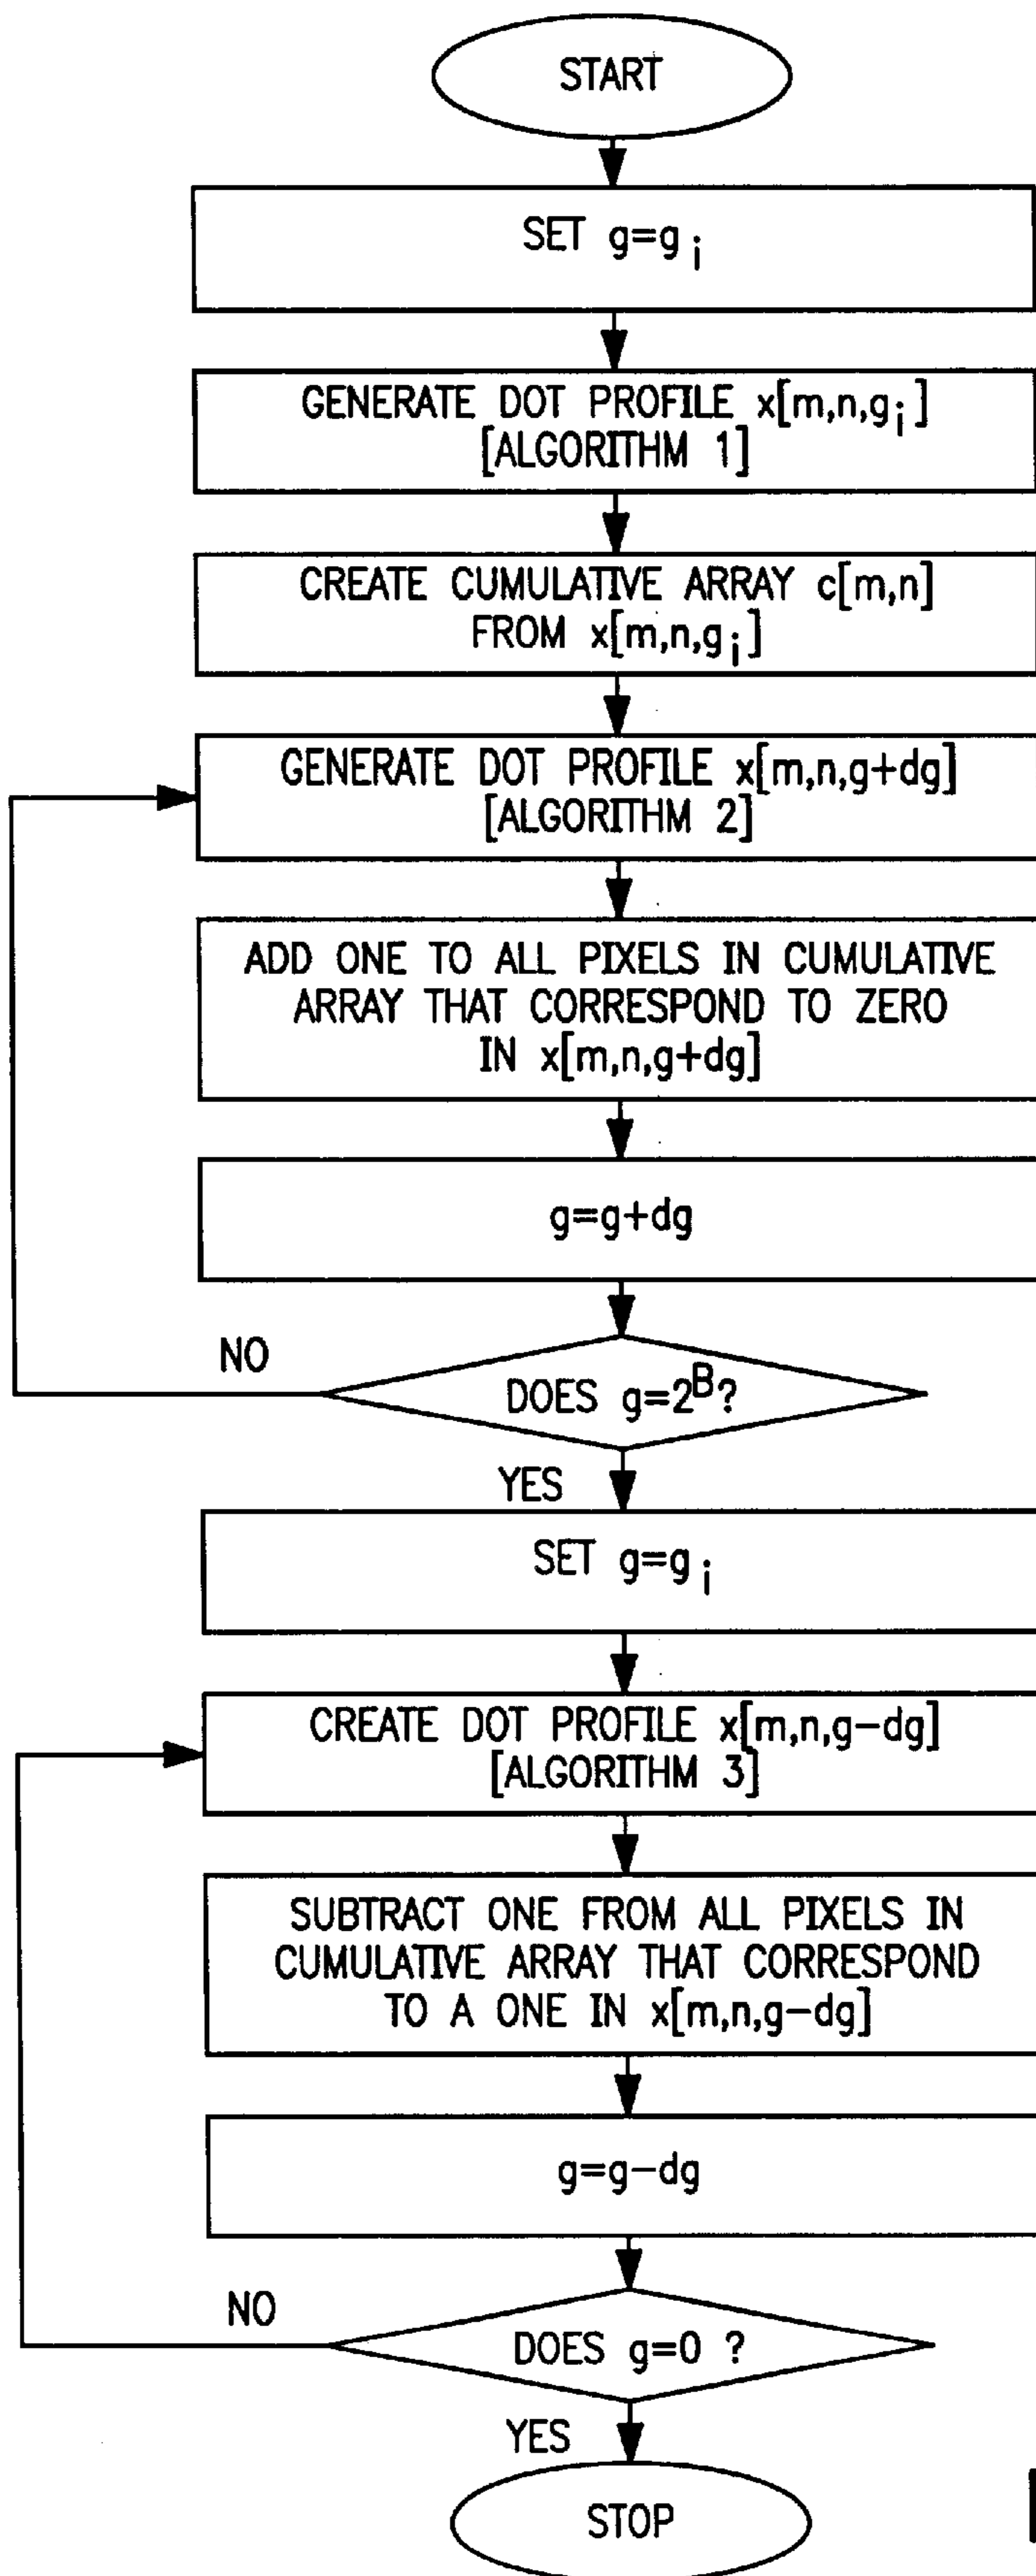 START
SET g=gi
GENERATE DOT PROFILE x[m,n,gi]
[ALGORITHM 1]
CREATE CUMULATIVE ARRAY c[m,n]
FROM x[m,n,gi]
GENERATE DOT PROFILE x[m,n,g+dg]
[ALGORITHM 2]
ADD ONE TO ALL PIXELS IN CUMULATIVE
ARRAY THAT CORRESPOND TO ZERO
IN x[m,n,g+dg]
g=g+dg
NO
DOES g=2^B?
YES
SET g=gi
CREATE DOT PROFILE x[m,n,g-dg]
[ALGORITHM 3]
SUBTRACT ONE FROM ALL PIXELS IN
CUMULATIVE ARRAY THAT CORRESPOND
TO A ONE IN x[m,n,g-dg]
g=g-dg
NO
DOES g=0 ?
YES
STOP